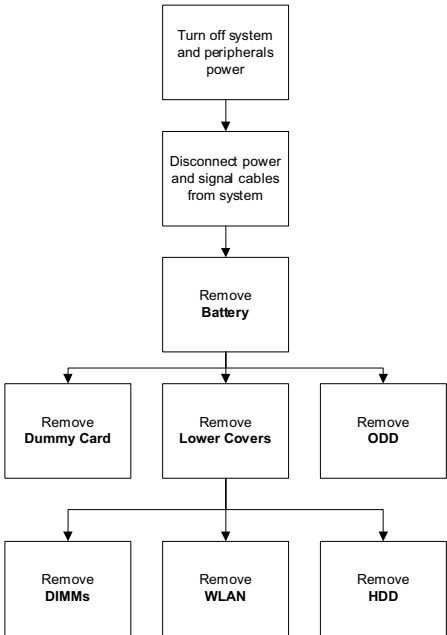 Turn off system
and peripherals
power
Disconnect power
and signal cables
from system
Remove
Battery
Remove
Dummy Card
Remove
Lower Covers
Remove
ODD
Remove
DIMMs
Remove
WLAN
Remove
HDD